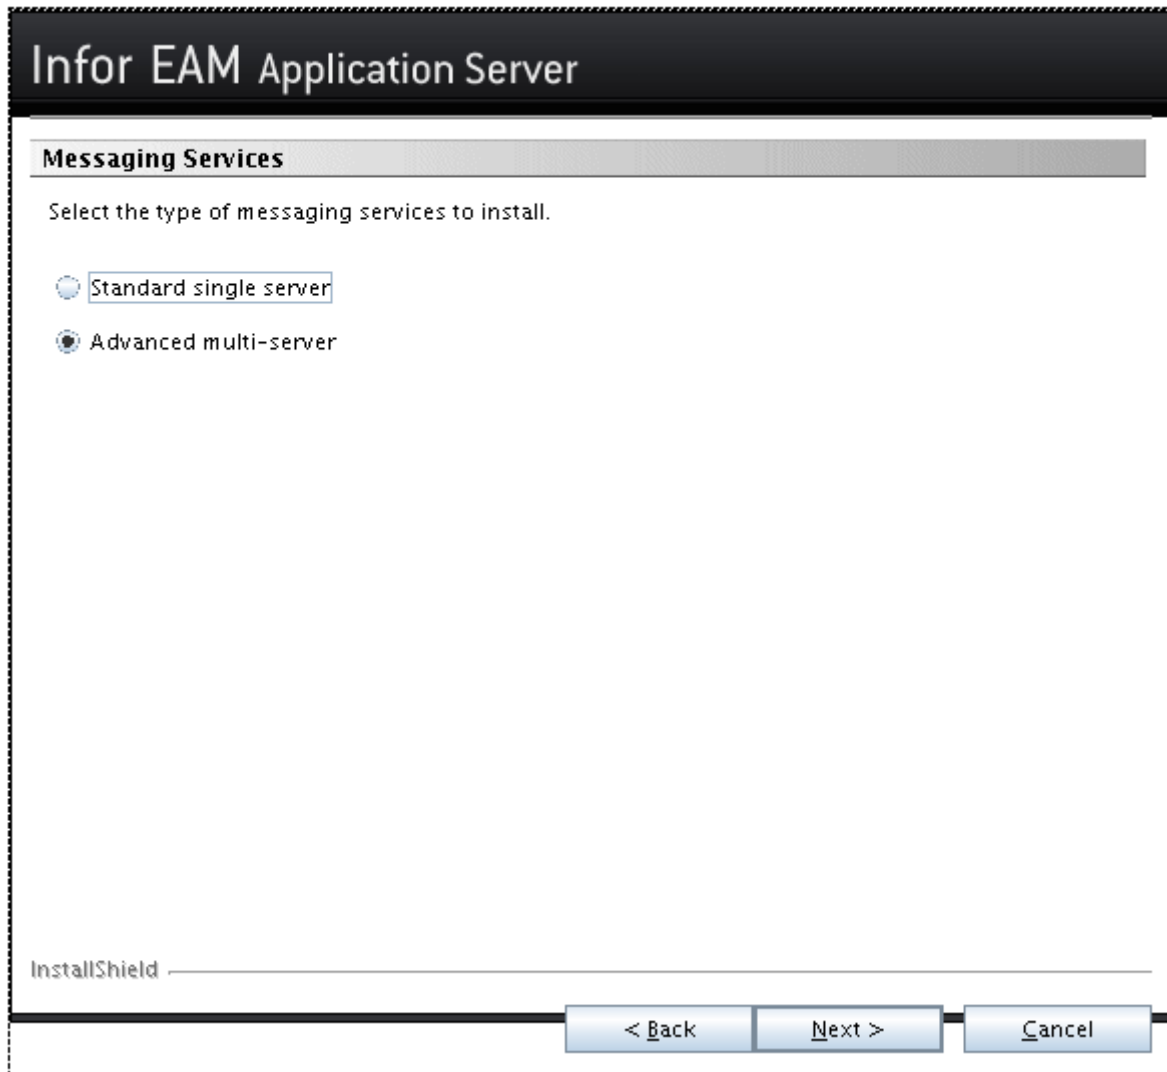 Infor EAM Application Server
Messaging Services
Select the type of messaging services to install.
Standard single server
Advanced multi-server
InstallShield
< Back Next > Cancel